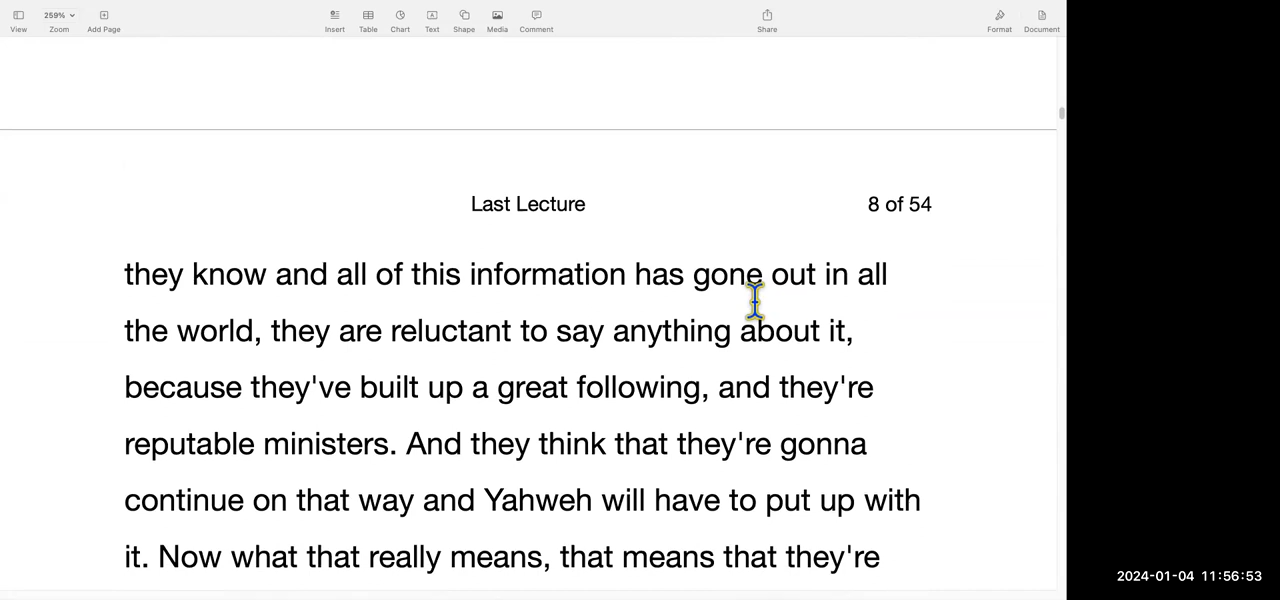 259%
View Zoom Add Page Insert Table Chart Text Shape Media Comment Share Format Document
Last Lecture 8 of 54
they know and all of this information has gone out in all
the world, they are reluctant to say anything about it,
because they've built up a great following, and they're
reputable ministers. And they think that they're gonna
continue on that way and Yahweh will have to put up with
it. Now what that really means, that means that they're
2024-01-04 11:56:53